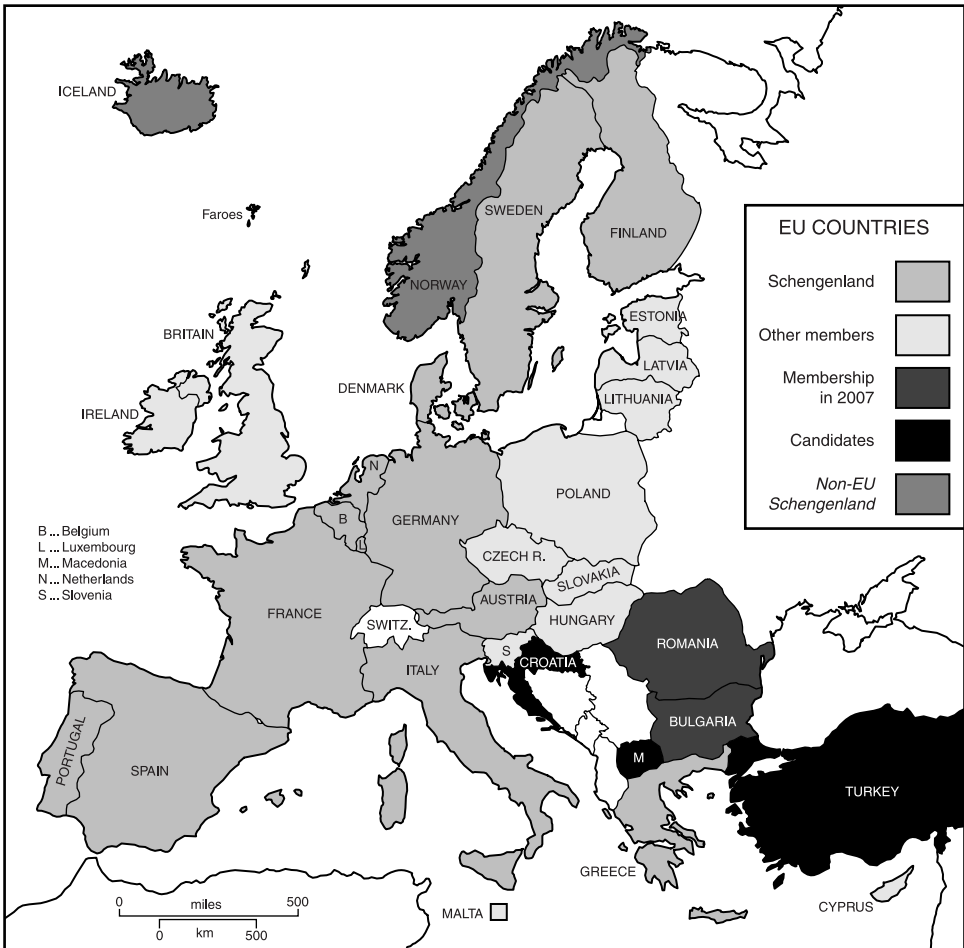 ICELAND
Faroes
SWEDEN
FINLAND
NORWAY
EU COUNTRIES
Schengenland
Other members
Membership
in 2007
Candidates
Non-EU
Schengenland
ESTONIA
BRITAIN
LATVIA
DENMARK
LITHUANIA
IRELAND
N
POLAND
B
GERMANY
L
B ... Belgium
L ... Luxembourg
M ... Macedonia
N ... Netherlands
S ... Slovenia
CZECH R.
SLOVAKIA
AUSTRIA
FRANCE
SWITZ.
HUNGARY
S
CROATIA
ROMANIA
ITALY
BULGARIA
PORTUGAL
SPAIN
M
TURKEY
GREECE
0 miles 500
0 km 500
MALTA
CYPRUS